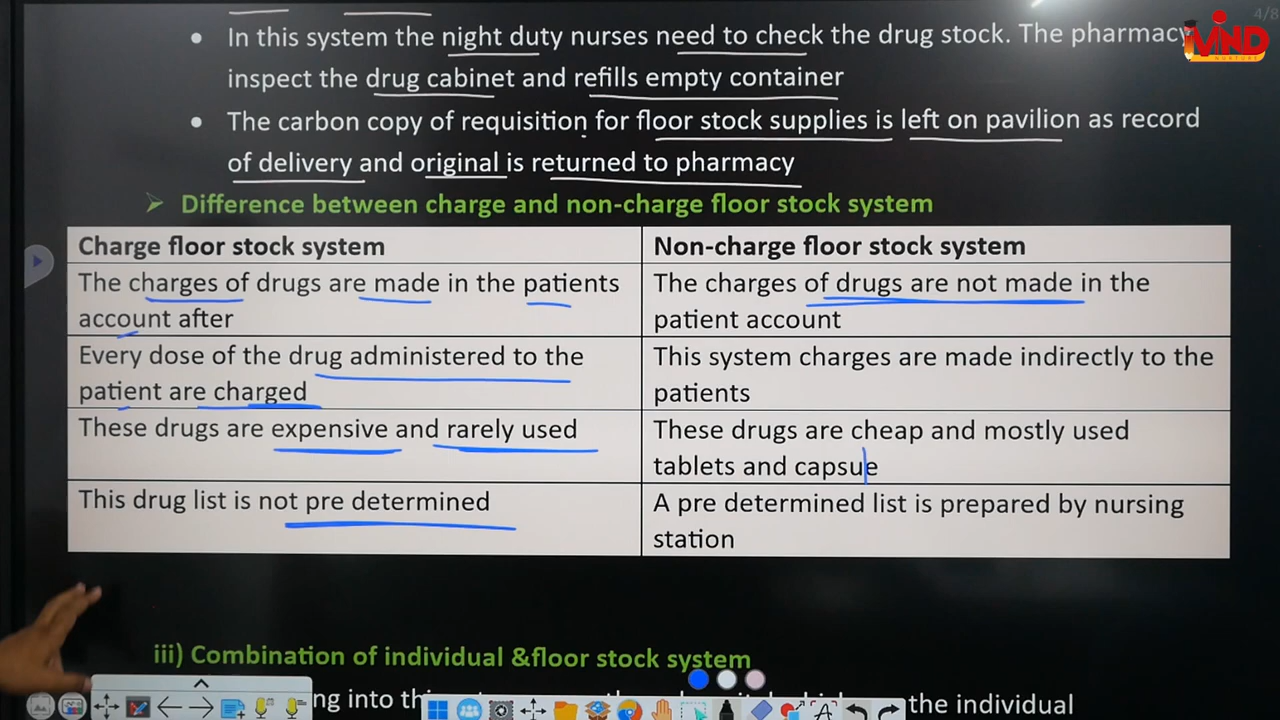 4/8
MIND
NURTURE
• In this system the night duty nurses need to check the drug stock. The pharmacy
inspect the drug cabinet and refills empty container
• The carbon copy of requisition for floor stock supplies is left on pavilion as record
of delivery and original is returned to pharmacy
➢ Difference between charge and non-charge floor stock system
Charge floor stock system
Non-charge floor stock system
The charges of drugs are made in the patients
account after
The charges of drugs are not made in the
patient account
Every dose of the drug administered to the
patient are charged
This system charges are made indirectly to the
patients
These drugs are expensive and rarely used
These drugs are cheap and mostly used
tablets and capsue
This drug list is not pre determined
A pre determined list is prepared by nursing
station
iii) Combination of individual &floor stock system
ng into
the individual